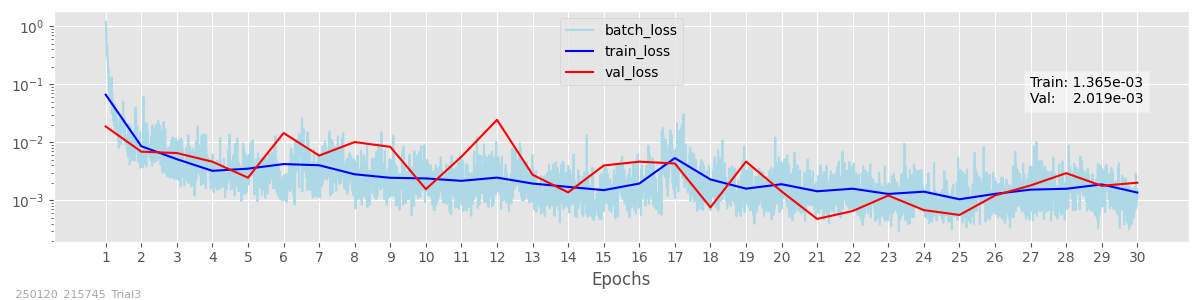 10⁰
10⁻¹
10⁻²
10⁻³
batch_loss
train_loss
val_loss
Train: 1.365e-03
Val: 2.019e-03
1 2 3 4 5 6 7 8 9 10 11 12 13 14 15 16 17 18 19 20 21 22 23 24 25 26 27 28 29 30
Epochs
250120_215745_Trial3